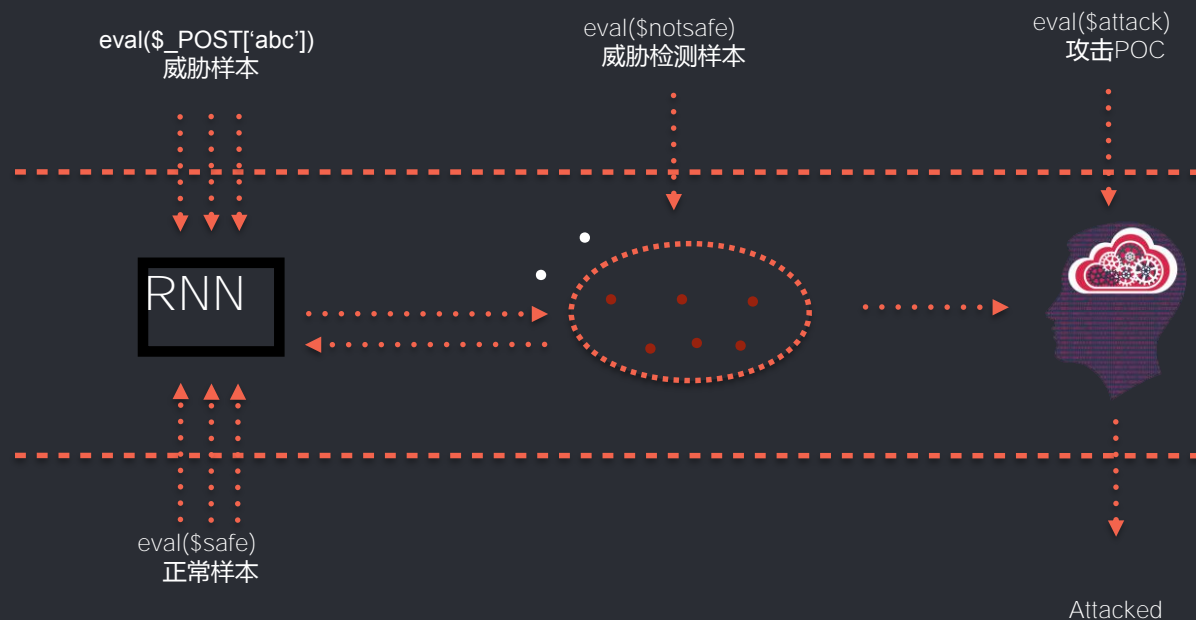 eval($_POST[‘abc’])
威胁样本
eval($notsafe)
威胁检测样本
eval($attack)
攻击POC
RNN
eval($safe)
正常样本
Attacked